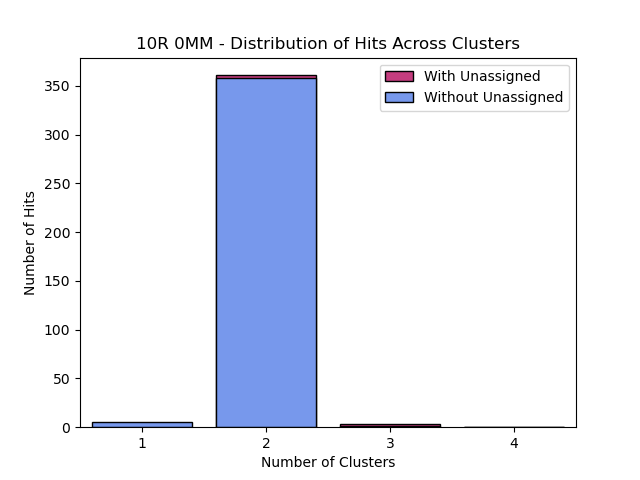 10R 0MM - Distribution of Hits Across Clusters
With Unassigned
Without Unassigned
350
300
250
200
150
100
50
0
Number of Hits
1 2 3 4
Number of Clusters